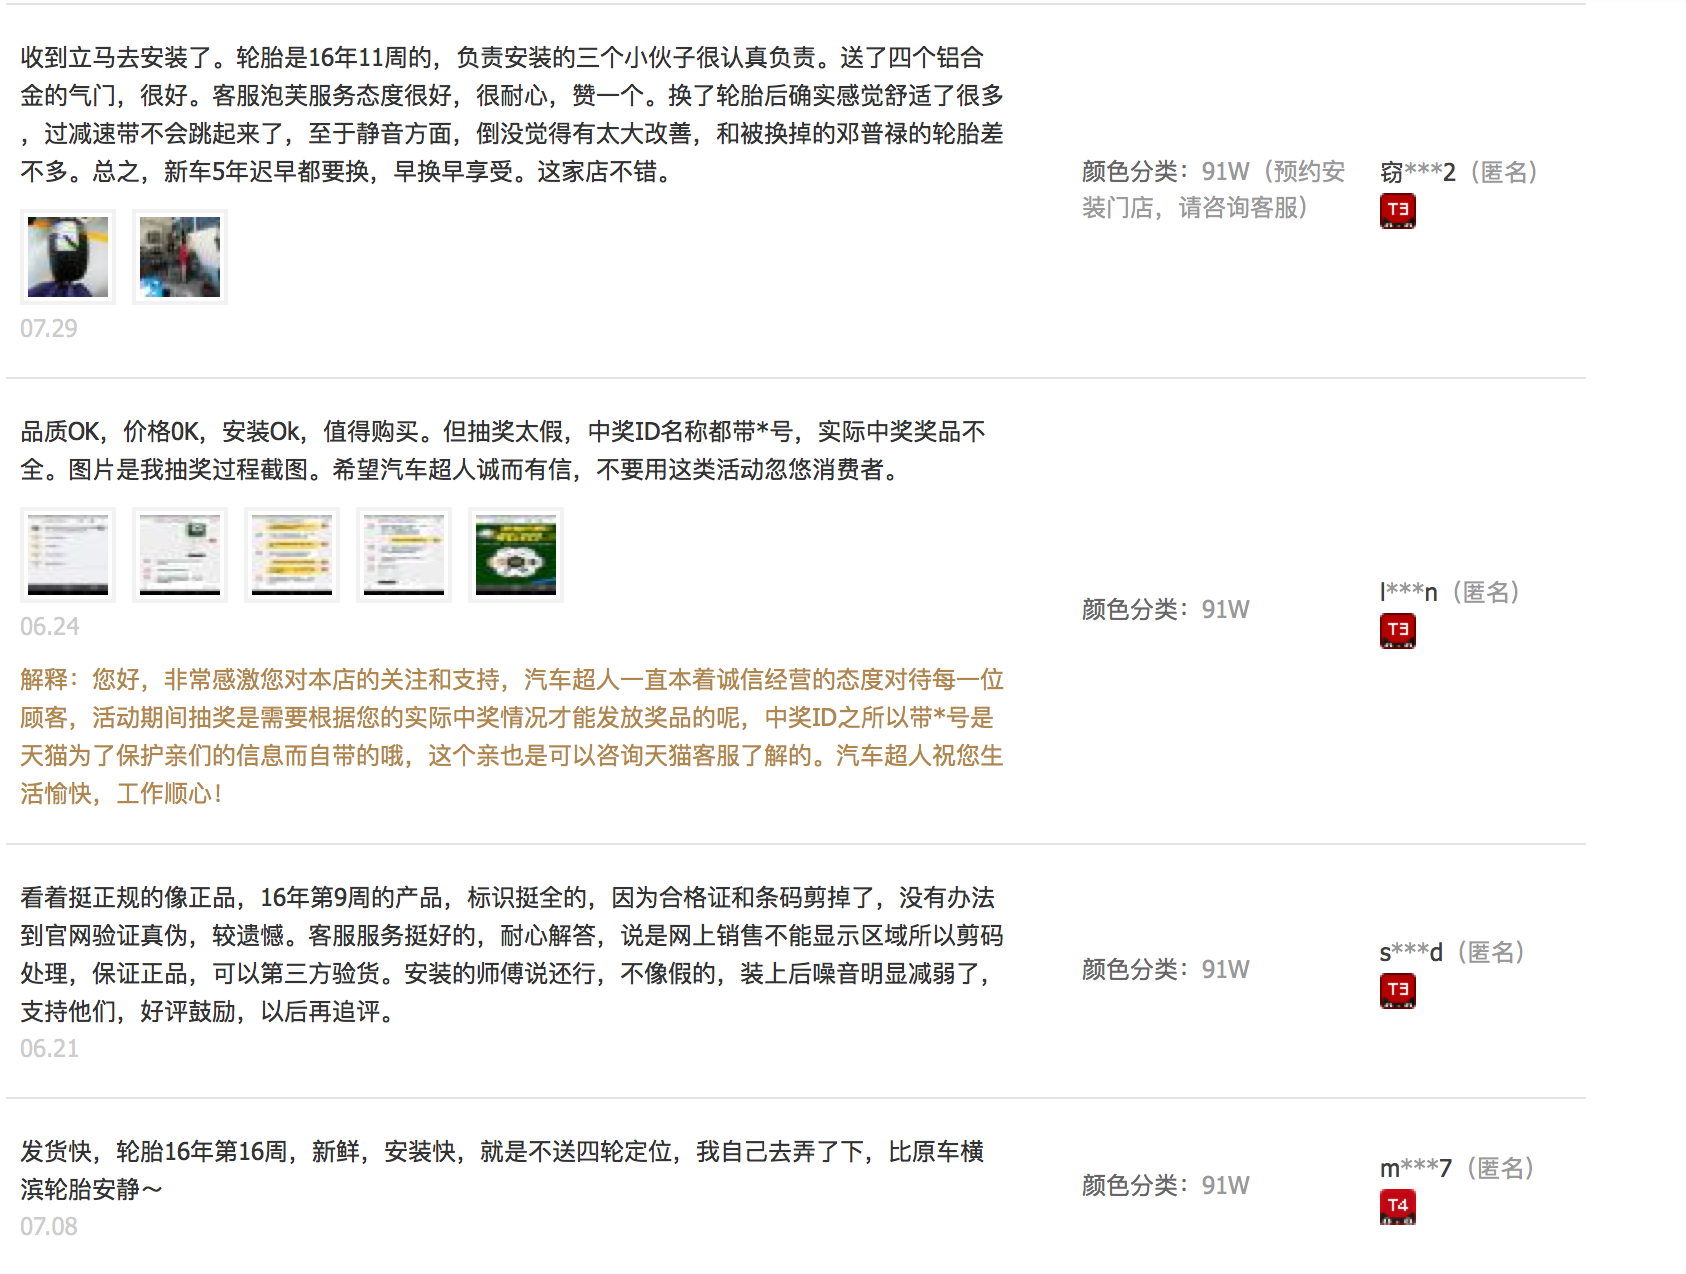 收到立马去安装了。轮胎是16年11周的，负责安装的三个小伙子很认真负责。送了四个铝合
金的气门，很好。客服泡芙服务态度很好，很耐心，赞一个。换了轮胎后确实感觉舒适了很多
，过减速带不会跳起来了，至于静音方面，倒没觉得有太大改善，和被换掉的邓普禄的轮胎差
不多。总之，新车5年迟早都要换，早换早享受。这家店不错。
07.29
颜色分类：91W（预约安
装门店，请咨询客服）
窃***2（匿名）
T3
品质OK，价格0K，安装Ok，值得购买。但抽奖太假，中奖ID名称都带*号，实际中奖奖品不
全。图片是我抽奖过程截图。希望汽车超人诚而有信，不要用这类活动忽悠消费者。
06.24
解释：您好，非常感激您对本店的关注和支持，汽车超人一直本着诚信经营的态度对待每一位
顾客，活动期间抽奖是需要根据您的实际中奖情况才能发放奖品的呢，中奖ID之所以带*号是
天猫为了保护亲们的信息而自带的哦，这个亲也是可以咨询天猫客服了解的。汽车超人祝您生
活愉快，工作顺心！
颜色分类：91W
l***n（匿名）
T3
看着挺正规的像正品，16年第9周的产品，标识挺全的，因为合格证和条码剪掉了，没有办法
到官网验证真伪，较遗憾。客服服务挺好的，耐心解答，说是网上销售不能显示区域所以剪码
处理，保证正品，可以第三方验货。安装的师傅说还行，不像假的，装上后噪音明显减弱了，
支持他们，好评鼓励，以后再追评。
06.21
颜色分类：91W
s***d（匿名）
T3
发货快，轮胎16年第16周，新鲜，安装快，就是不送四轮定位，我自己去弄了下，比原车横
滨轮胎安静～
07.08
颜色分类：91W
m***7（匿名）
T4